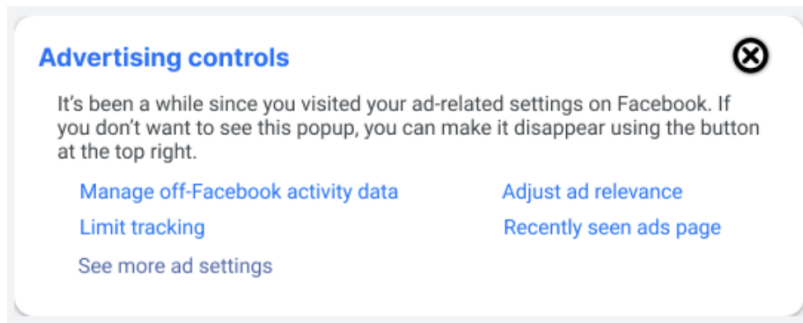 Advertising controls
It's been a while since you visited your ad-related settings on Facebook. If
you don't want to see this popup, you can make it disappear using the button
at the top right.
Manage off-Facebook activity data
Adjust ad relevance
Limit tracking
Recently seen ads page
See more ad settings